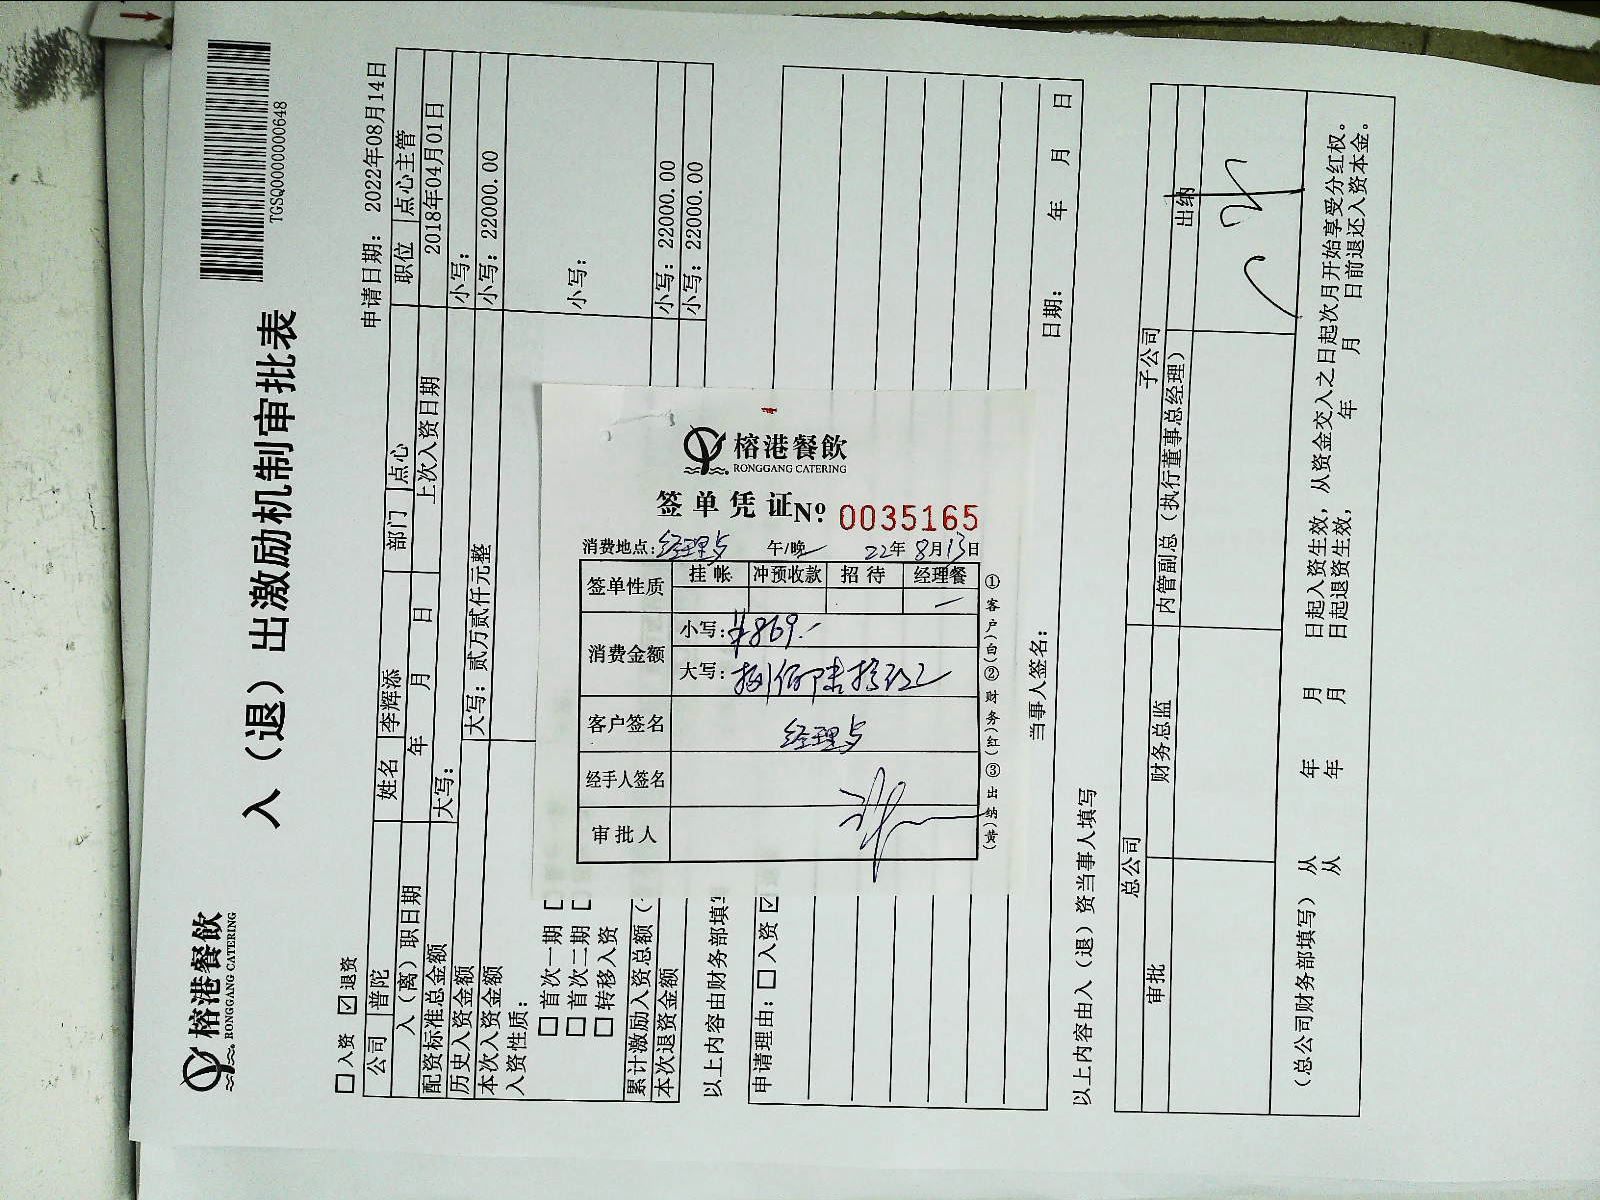 榕港餐飲
RONGGANG CATERING
TGSQ0000000648
入（退）出激励机制审批表
入资 退资
申请日期： 2022年08月14日
公司 普陀 姓名 李辉添 部门 点心 职位 点心主管
入（离）职日期 年 月 日 上次入资日期 2018年04月01日
配资标准总金额 大写： 小写：
历史入资金额 大写：贰万贰仟元整 小写：22000.00
本次入资金额
入资性质：
首次一期
首次二期
转移入资
小写：
累计激励入资总额（ 小写：22000.00
本次退资金额 小写：22000.00
以上内容由财务部填写
申请理由： 入资
当事人签名： 日期： 年 月 日
以上内容由入（退）资当事人填写
总公司 子公司
审批 财务总监 内管副总（执行董事总经理） 出纳
（总公司财务部填写） 从 年 月 日起入资生效，从资金交入之日起次月开始享受分红权。
从 年 月 日起退资生效， 年 月 日前退还入资本金。
榕港餐飲
RONGGANG CATERING
签单凭证 № 0035165
消费地点： 午/晚 22年8月13日
签单性质 挂帐 冲预收款 招待 经理餐
消费金额 小写：¥869.-
大写：捌佰陆拾玖元
客户签名
经手人签名
审批人
①客户(白)②财务(红)③出纳(黄)